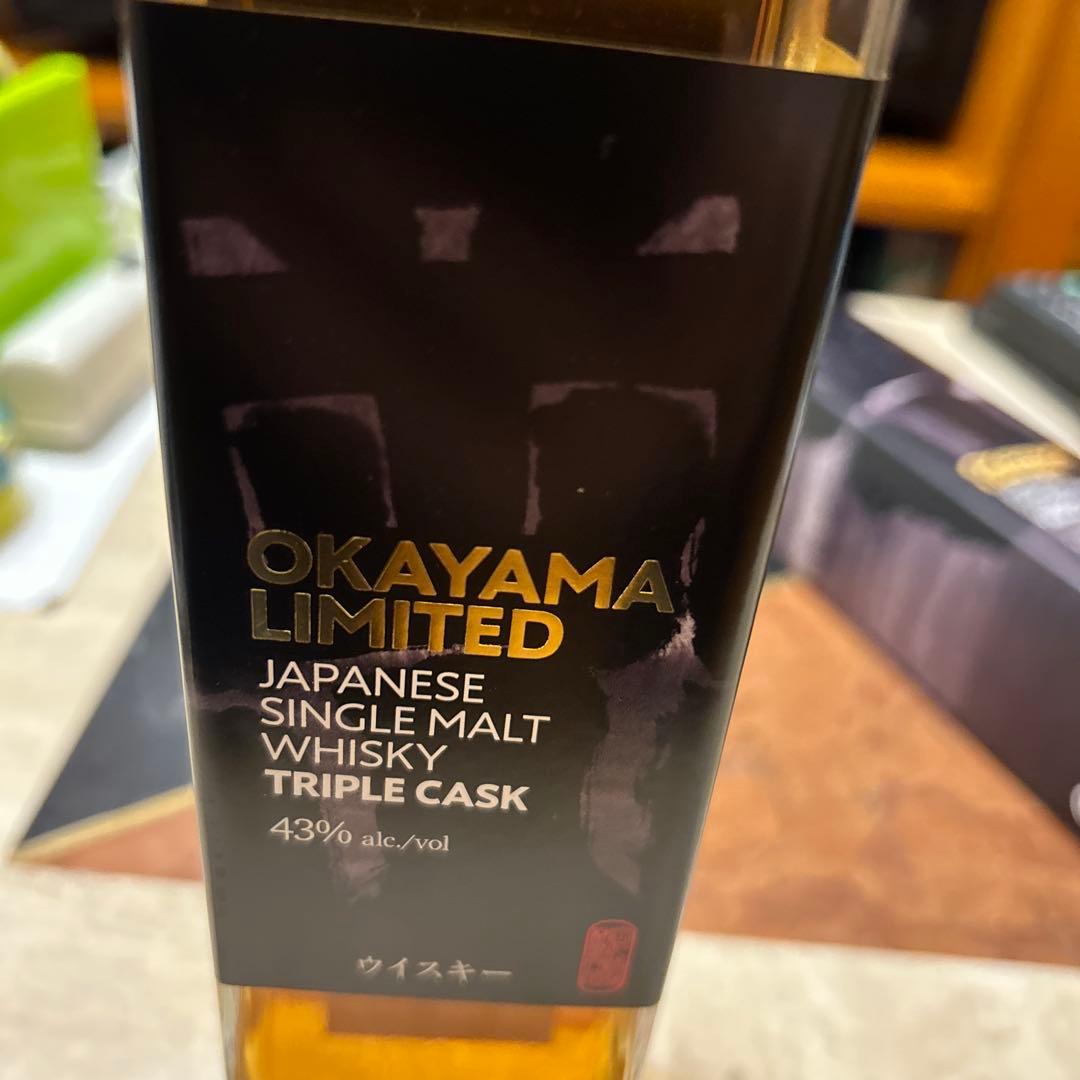 OKAYAMA
LIMITED
JAPANESE
SINGLE MALT
WHISKY
TRIPLE CASK
43% alc./vol
ウイスキー